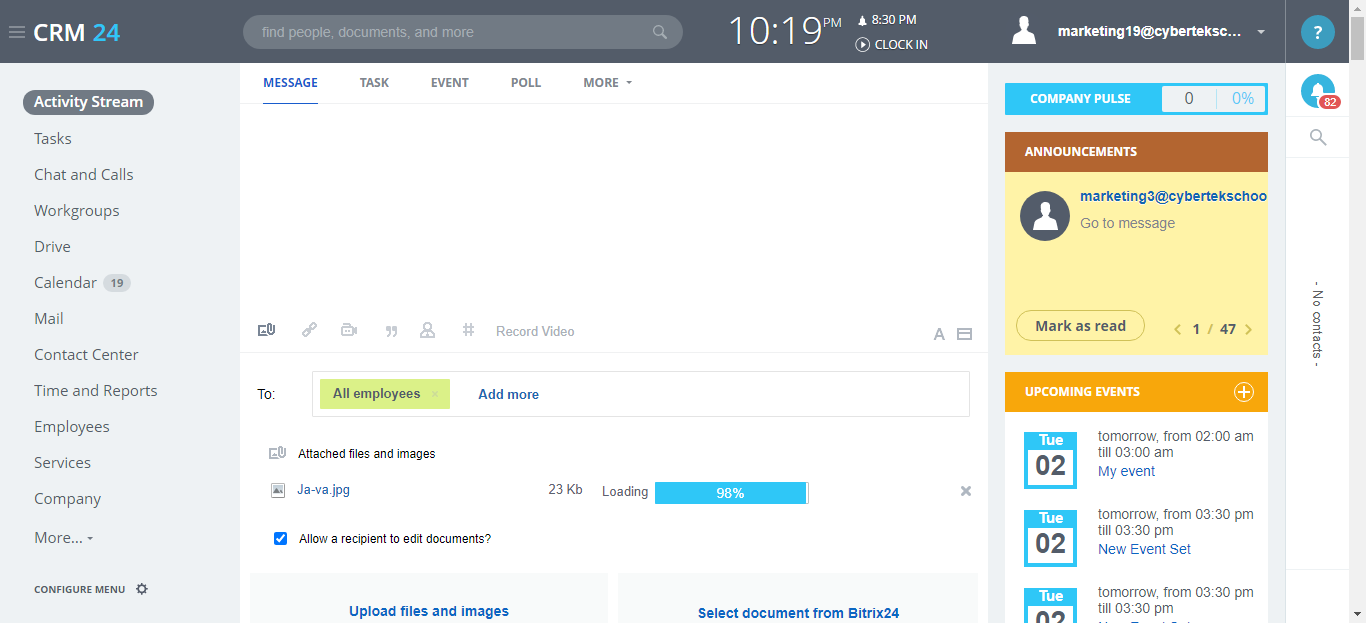 CRM 24
find people, documents, and more
10:19 PM
8:30 PM
CLOCK IN
marketing19@cyberteksc...
?
82
Activity Stream
Tasks
Chat and Calls
Workgroups
Drive
Calendar 19
Mail
Contact Center
Time and Reports
Employees
Services
Company
More...
CONFIGURE MENU
MESSAGE TASK EVENT POLL MORE
Record Video
A
To: All employees × Add more
Attached files and images
Ja-va.jpg 23 Kb Loading 98%
Allow a recipient to edit documents?
Upload files and images
Select document from Bitrix24
COMPANY PULSE 0 0%
ANNOUNCEMENTS
marketing3@cybertekschoo
Go to message
Mark as read
1 / 47
UPCOMING EVENTS
Tue
02
tomorrow, from 02:00 am
till 03:00 am
My event
Tue
02
tomorrow, from 03:30 pm
till 03:30 pm
New Event Set
Tue
02
tomorrow, from 03:30 pm
till 03:30 pm
- No contacts -